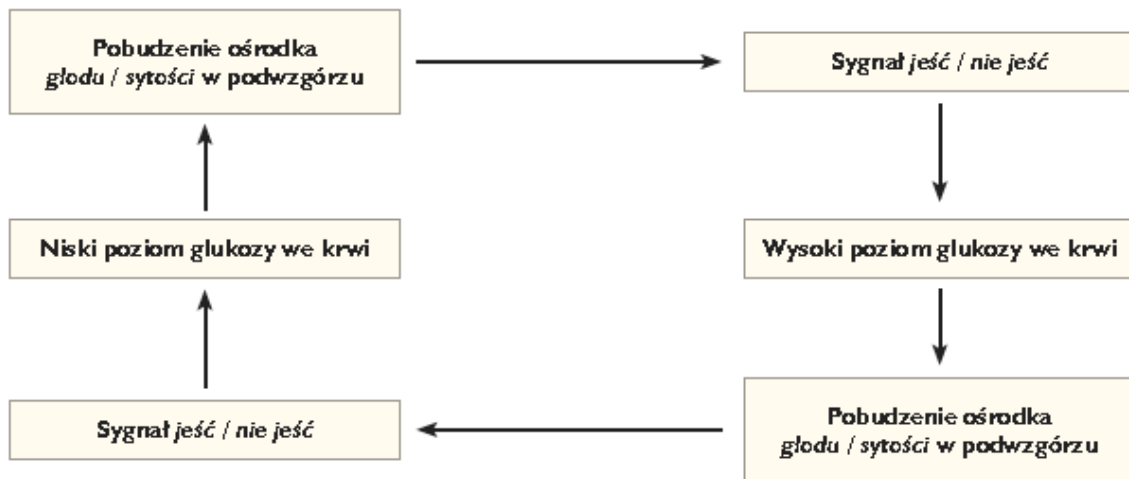 Pobudzenie ośrodka
głodu / sytości w podwzgórzu
Sygnał jeść / nie jeść
Niski poziom glukozy we krwi
Wysoki poziom glukozy we krwi
Sygnał jeść / nie jeść
Pobudzenie ośrodka
głodu / sytości w podwzgórzu